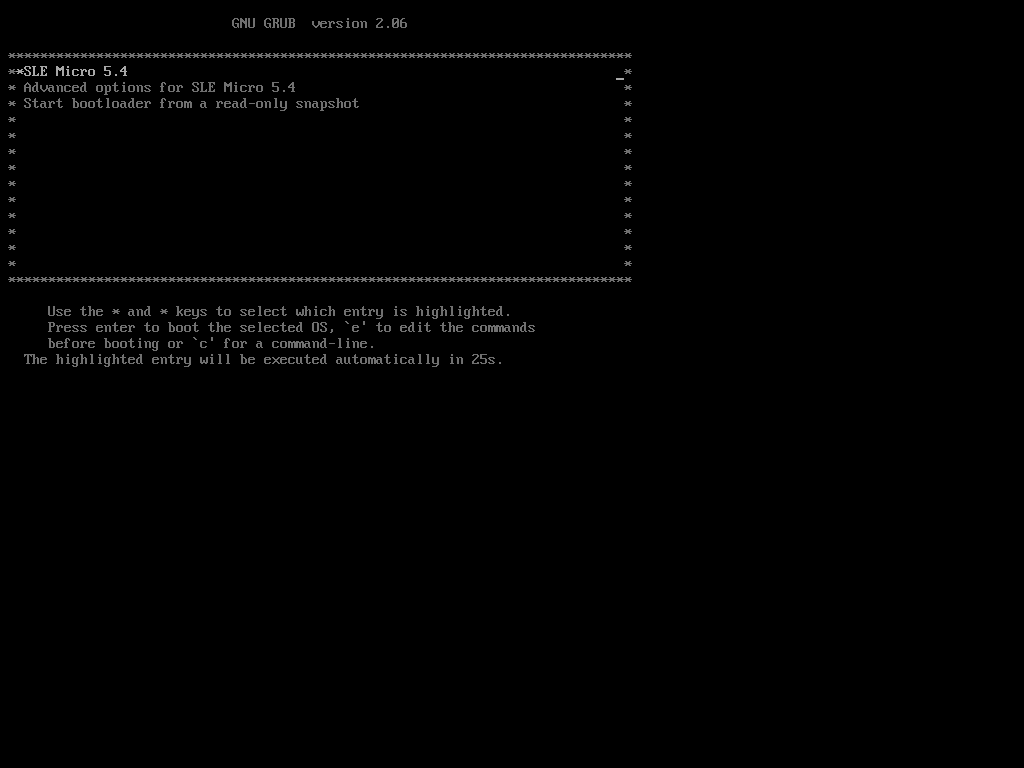 GNU GRUB  version 2.06
*******************************************************************************
**SLE Micro 5.4 _*
* Advanced options for SLE Micro 5.4 *
* Start bootloader from a read-only snapshot *
* *
* *
* *
* *
* *
* *
* *
* *
* *
* *
*******************************************************************************
Use the * and * keys to select which entry is highlighted.
Press enter to boot the selected OS, `e' to edit the commands
before booting or `c' for a command-line.
The highlighted entry will be executed automatically in 25s.